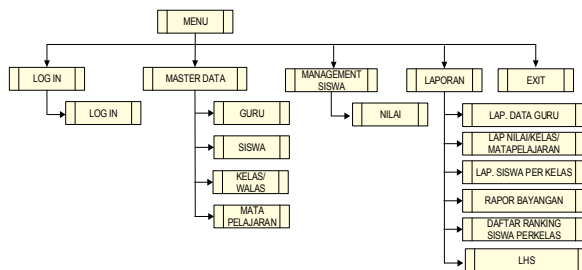 MENU
LOG IN
MASTER DATA
MANAGEMENT
SISWA
LAPORAN
EXIT
LOG IN
GURU
SISWA
KELAS/
WALAS
MATA
PELAJARAN
NILAI
LAP. DATA GURU
LAP NILAI/KELAS/
MATAPELAJARAN
LAP. SISWA PER KELAS
RAPOR BAYANGAN
DAFTAR RANKING
SISWA PERKELAS
LHS